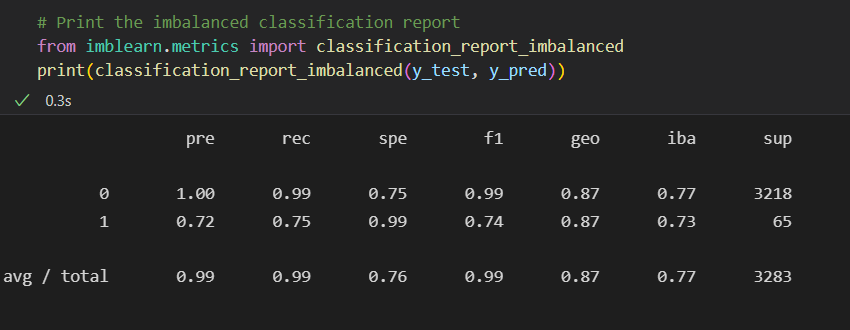 # Print the imbalanced classification report
from imblearn.metrics import classification_report_imbalanced
print(classification_report_imbalanced(y_test, y_pred))
0.3s
pre rec spe f1 geo iba sup
0 1.00 0.99 0.75 0.99 0.87 0.77 3218
1 0.72 0.75 0.99 0.74 0.87 0.73 65
avg / total 0.99 0.99 0.76 0.99 0.87 0.77 3283